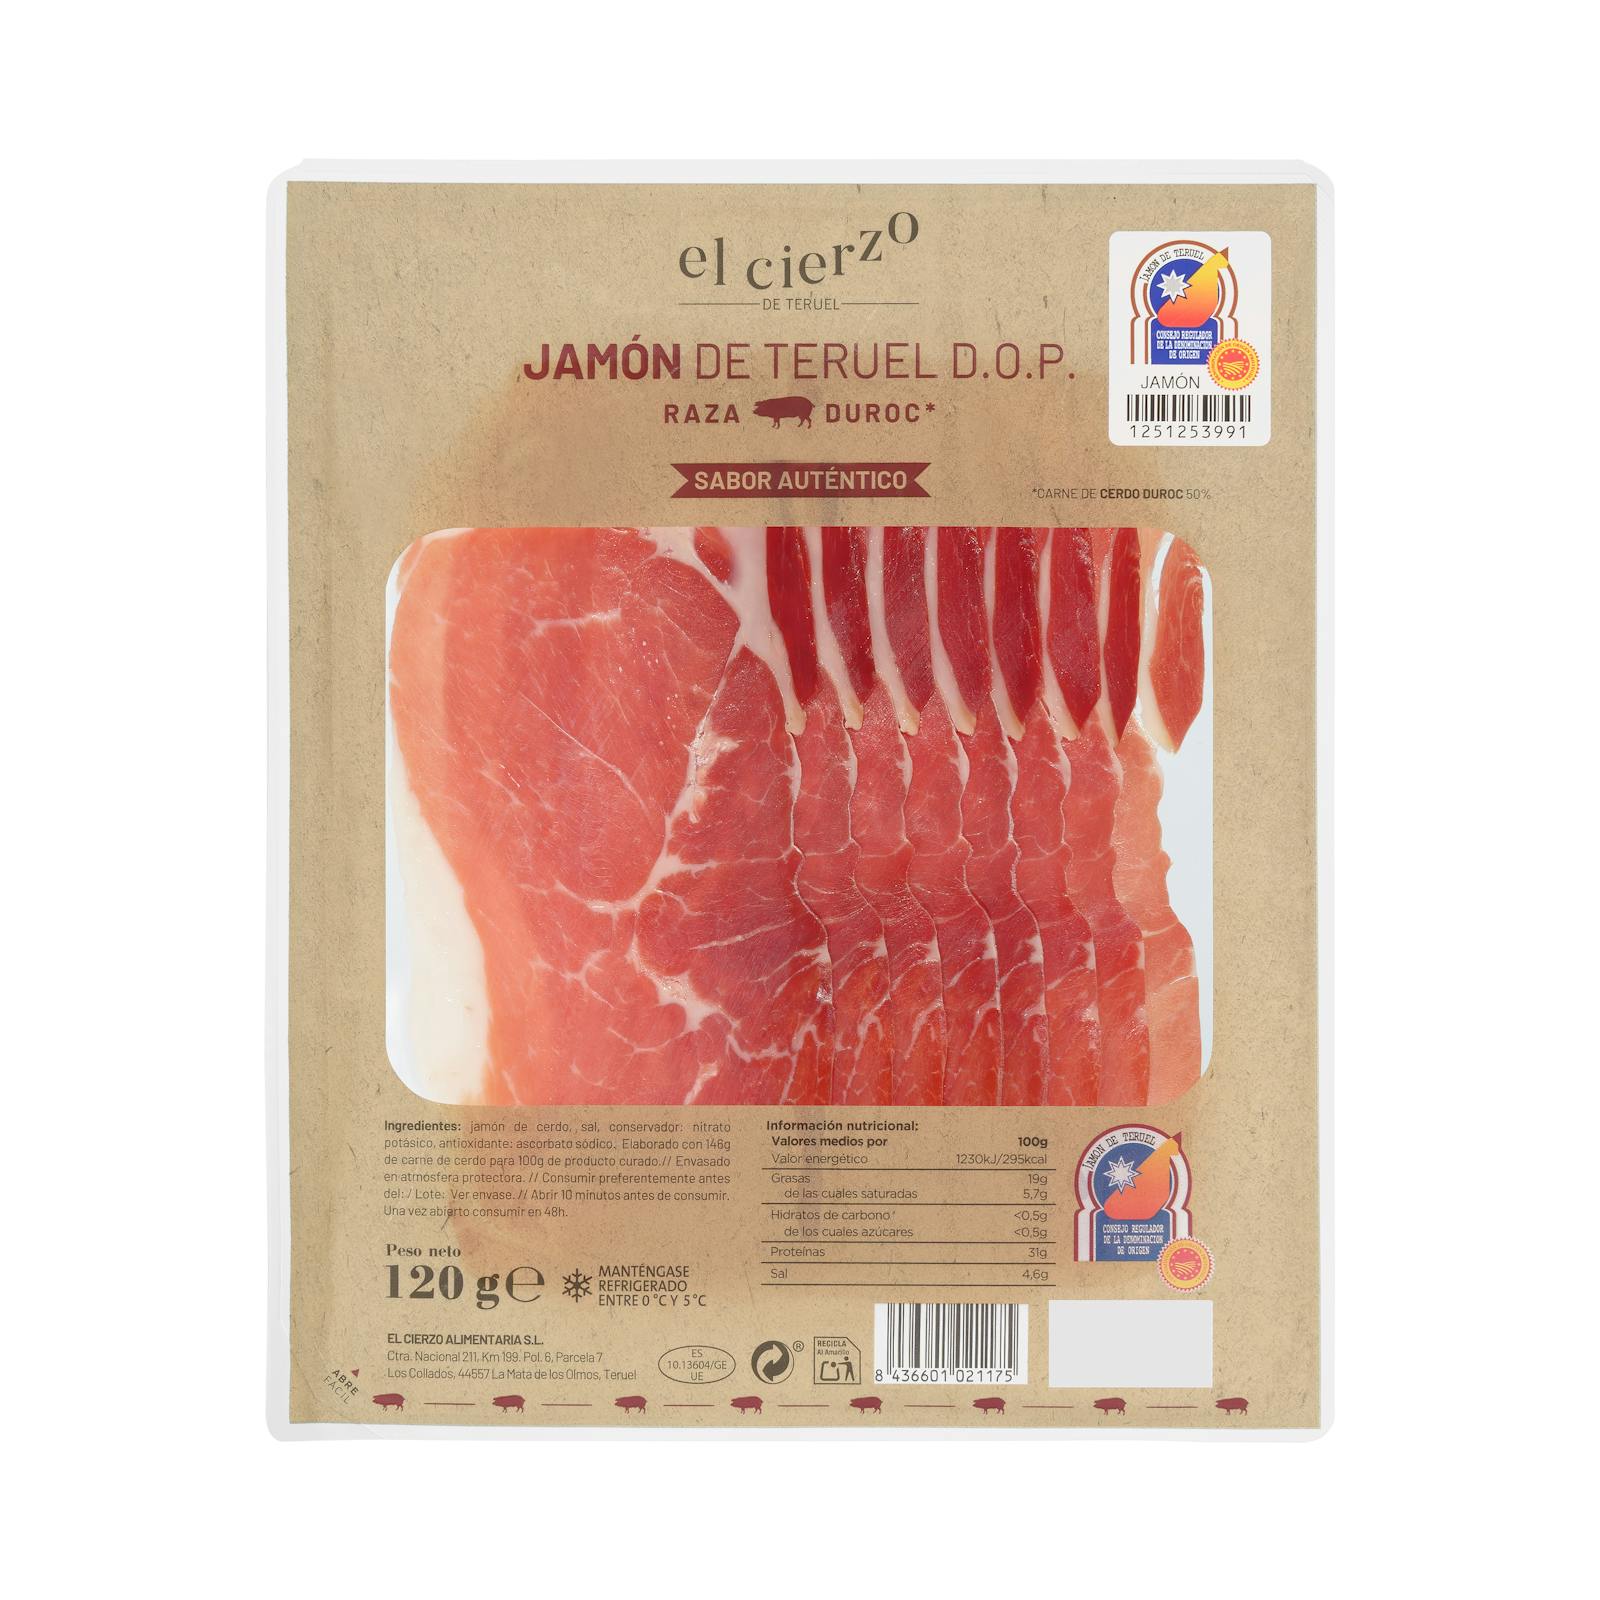 el cierzo
DE TERUEL
JAMÓN DE TERUEL D.O.P.
RAZA DUROC*
SABOR AUTÉNTICO
*CARNE DE CERDO DUROC 50%
JAMÓN DE TERUEL
CONSEJO REGULADOR
DE LA DENOMINACION
DE ORIGEN
JAMÓN
1251253991
Ingredientes: jamón de cerdo, sal, conservador: nitrato
potásico, antioxidante: ascorbato sódico. Elaborado con 146g
de carne de cerdo para 100g de producto curado.// Envasado
en atmósfera protectora. // Consumir preferentemente antes
del: / Lote: Ver envase. // Abrir 10 minutos antes de consumir.
Una vez abierto consumir en 48h.
Peso neto
120 g e
MANTÉNGASE
REFRIGERADO
ENTRE 0 °C Y 5 °C
Información nutricional:
Valores medios por 100g
Valor energético 1230kJ/295kcal
Grasas 19g
de las cuales saturadas 5,7g
Hidratos de carbono <0,5g
de los cuales azúcares <0,5g
Proteínas 31g
Sal 4,6g
JAMON DE TERUEL
CONSEJO REGULADOR
DE LA DENOMINACION
DE ORIGEN
EL CIERZO ALIMENTARIA S.L.
Ctra. Nacional 211, Km 199. Pol. 6, Parcela 7
Los Collados, 44557 La Mata de los Olmos, Teruel
ES
10.13604/GE
UE
®
RECICLA
Al Amarillo
8 436601 021175
ABRE
FÁCIL